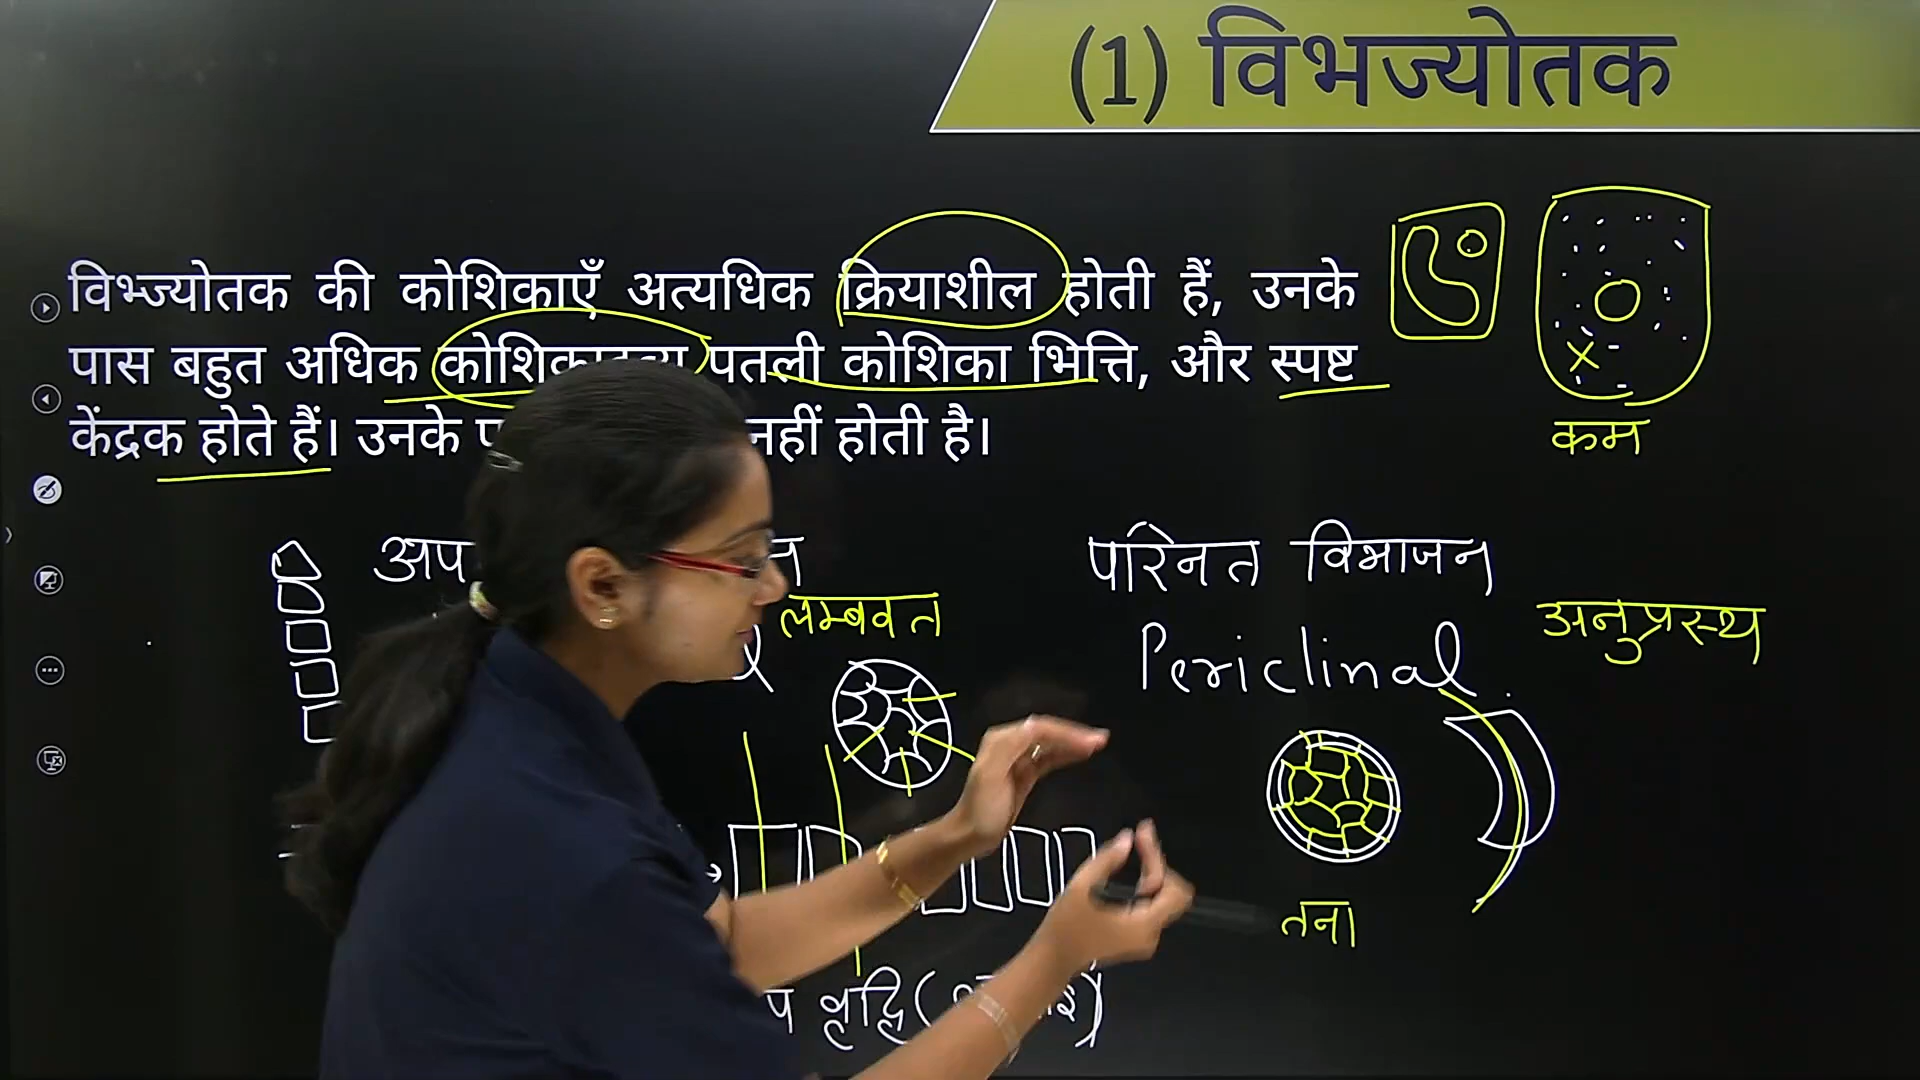 (1) विभज्योतक
विभ्ज्योतक की कोशिकाएँ अत्यधिक क्रियाशील होती हैं, उनके
पास बहुत अधिक पतली कोशिका भित्ति, और स्पष्ट
केंद्रक होते हैं। उनके नहीं होती है।
कम
परिनत विभाजन
लम्बवत
अनुप्रस्थ
Periclinal
तना
वृद्धि